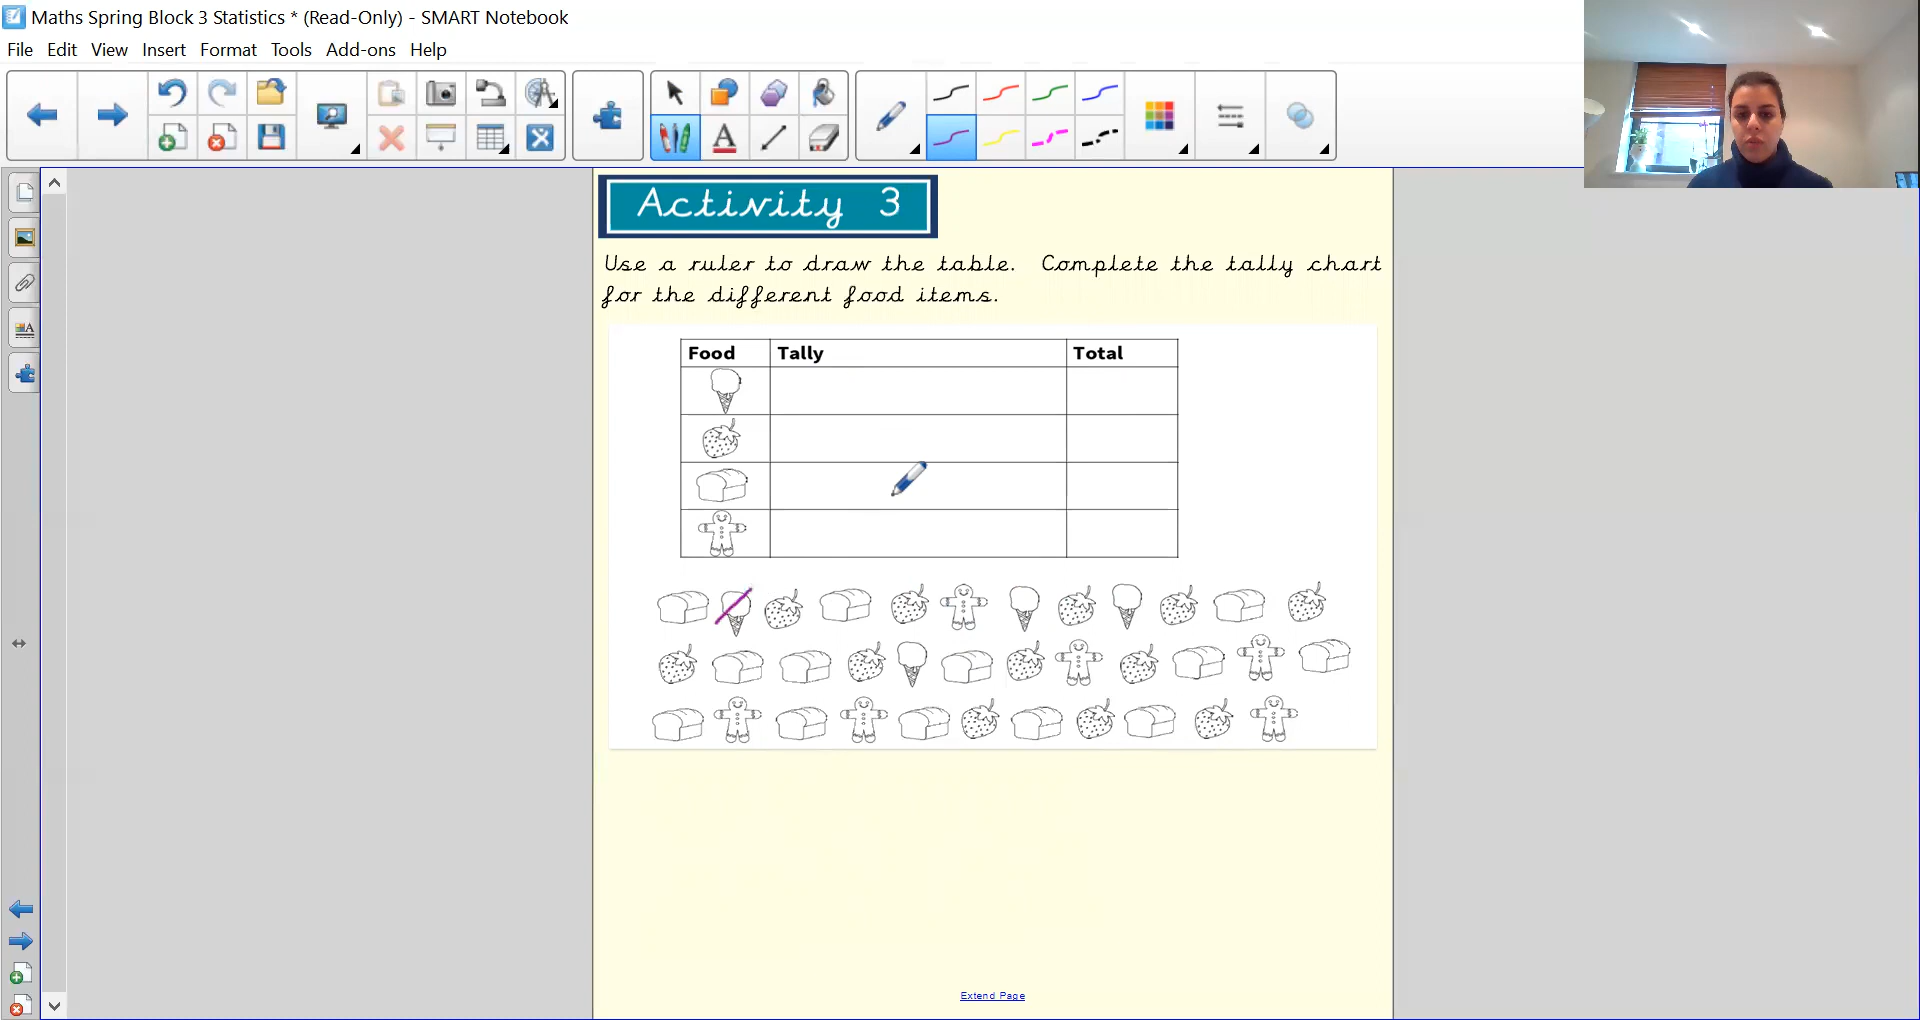 Maths Spring Block 3 Statistics * (Read-Only) - SMART Notebook
File Edit View Insert Format Tools Add-ons Help
Activity 3
Use a ruler to draw the table. Complete the tally chart
for the different food items.
Food Tally Total
Extend Page